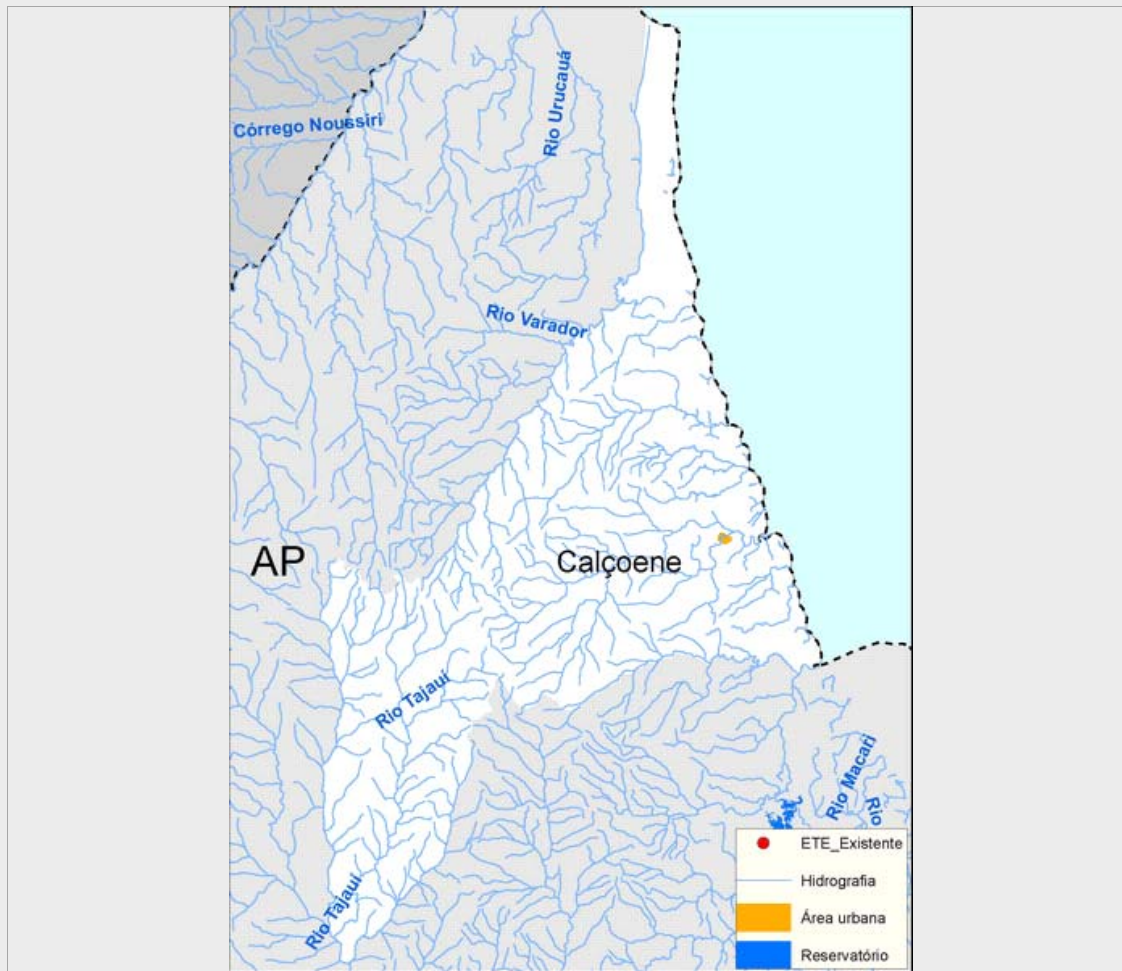 Rio Urucauá
Córrego Noussiri
Rio Varador
AP
Calçoene
Rio Tajauí
Rio Macari
Rio
Rio Tajauí
ETE_Existente
Hidrografia
Área urbana
Reservatório